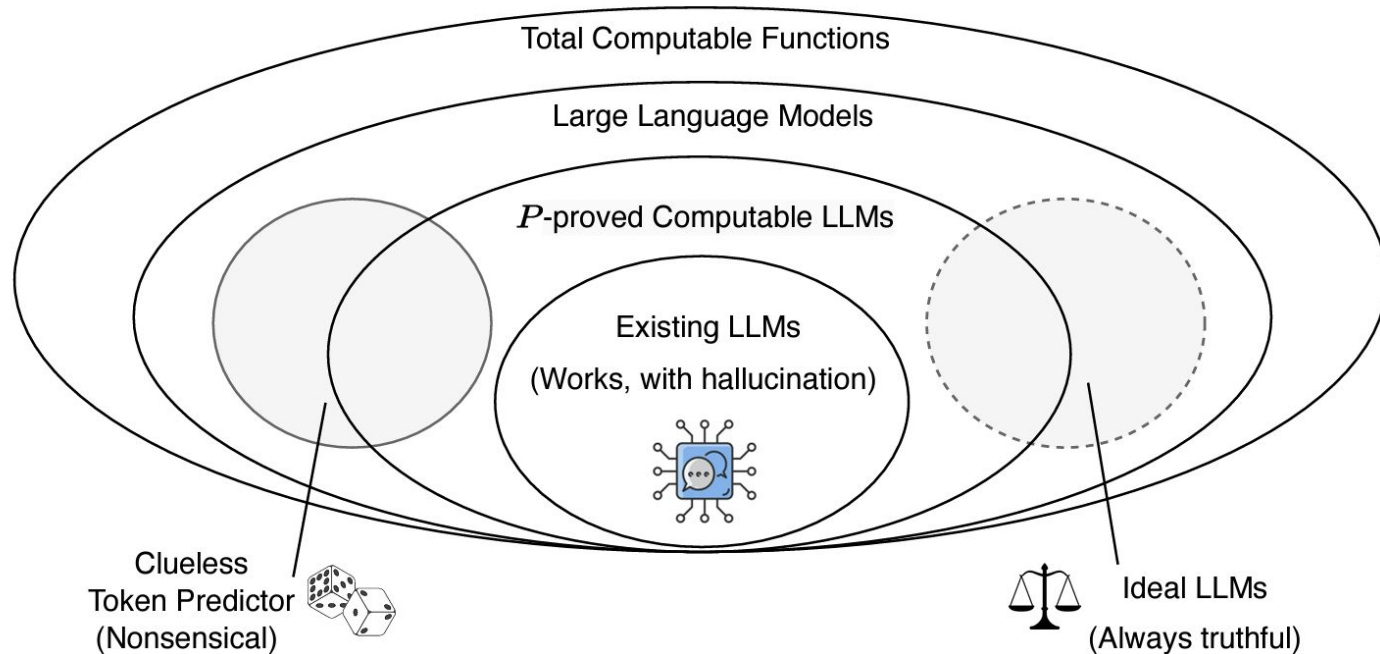 Total Computable Functions
Large Language Models
P-proved Computable LLMs
Existing LLMs
(Works, with hallucination)
Clueless
Token Predictor
(Nonsensical)
Ideal LLMs
(Always truthful)